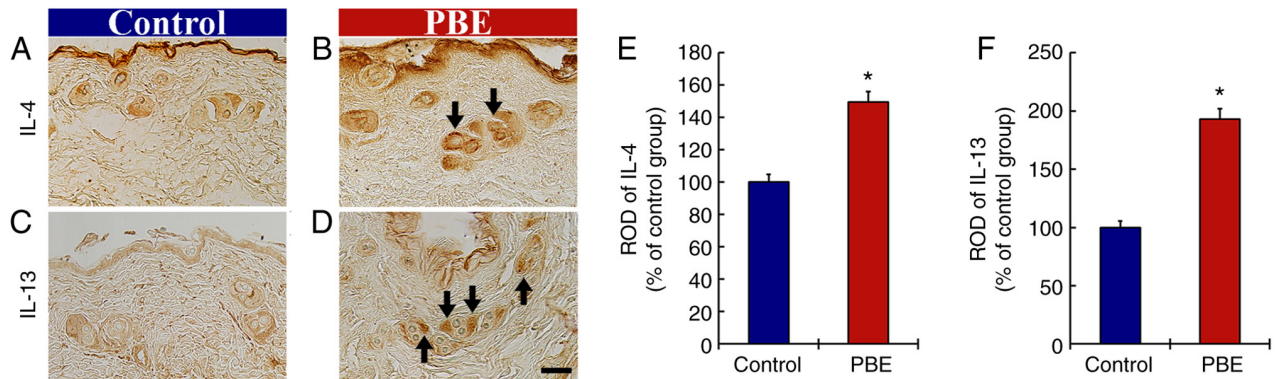 Control
PBE
A
B
IL-4
C
D
IL-13
E
ROD of IL-4
(% of control group)
180
160
140
120
100
80
60
40
20
0
*
Control
PBE
F
ROD of IL-13
(% of control group)
250
200
150
100
50
0
*
Control
PBE